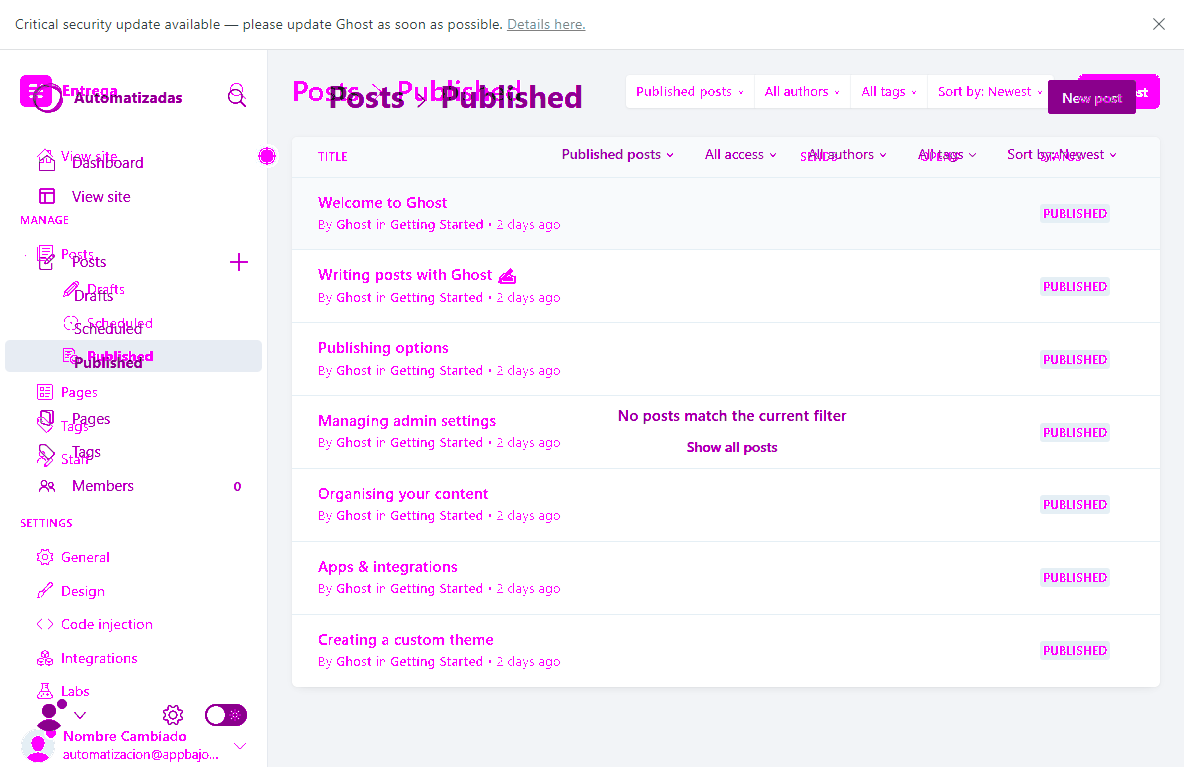 Critical security update available — please update Ghost as soon as possible. Details here.
Entrega
Automatizadas
View site
Dashboard
View site
MANAGE
Posts
Posts
Drafts
Drafts
Scheduled
Scheduled
Published
Published
Pages
Pages
Tags
Tags
Staff
Members 0
SETTINGS
General
Design
Code injection
Integrations
Labs
Nombre Cambiado
automatizacion@appbajo...
Posts > Published
Posts > Published
Published posts
All authors
All tags
Sort by: Newest
New post
TITLE
Published posts
All access
All authors
All tags
Sort by: Newest
STATUS
Welcome to Ghost
By Ghost in Getting Started • 2 days ago
PUBLISHED
Writing posts with Ghost ✍
By Ghost in Getting Started • 2 days ago
PUBLISHED
Publishing options
By Ghost in Getting Started • 2 days ago
PUBLISHED
Managing admin settings
By Ghost in Getting Started • 2 days ago
PUBLISHED
No posts match the current filter
Show all posts
Organising your content
By Ghost in Getting Started • 2 days ago
PUBLISHED
Apps & integrations
By Ghost in Getting Started • 2 days ago
PUBLISHED
Creating a custom theme
By Ghost in Getting Started • 2 days ago
PUBLISHED